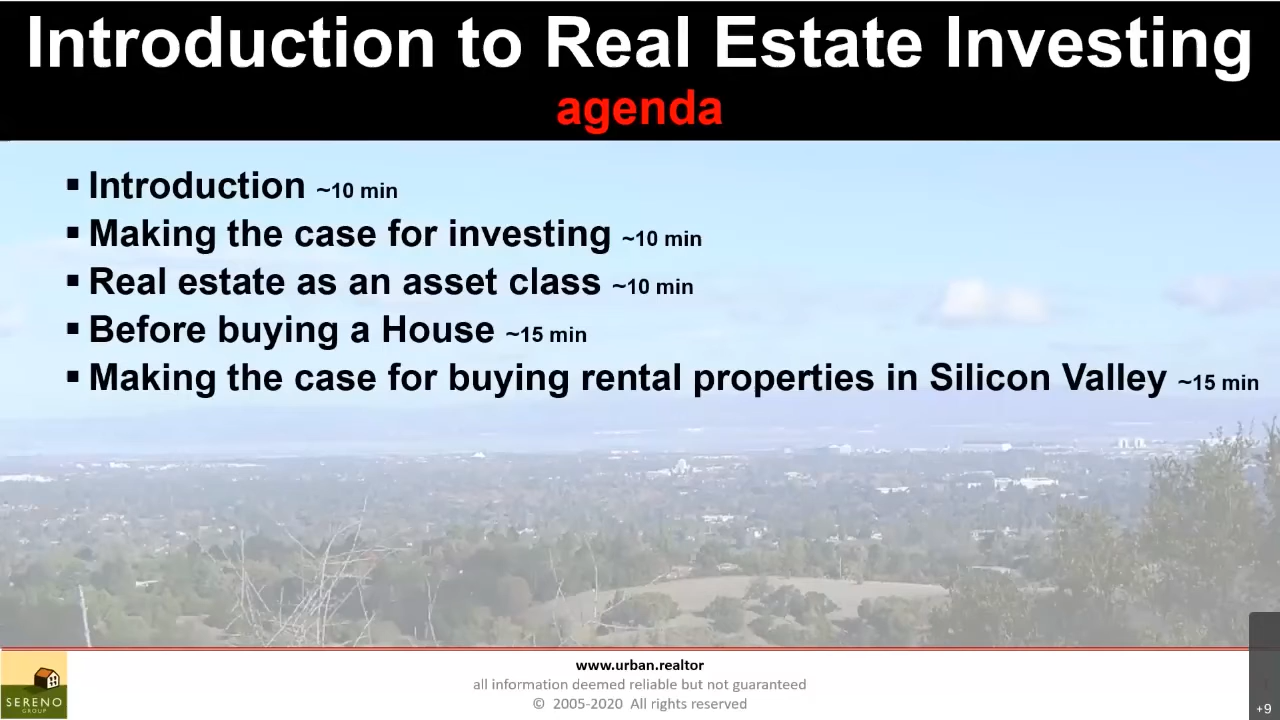 Introduction to Real Estate Investing
agenda
▪ Introduction ~10 min
▪ Making the case for investing ~10 min
▪ Real estate as an asset class ~10 min
▪ Before buying a House ~15 min
▪ Making the case for buying rental properties in Silicon Valley ~15 min
www.urban.realtor
all information deemed reliable but not guaranteed
© 2005-2020 All rights reserved
SERENO
GROUP
+9